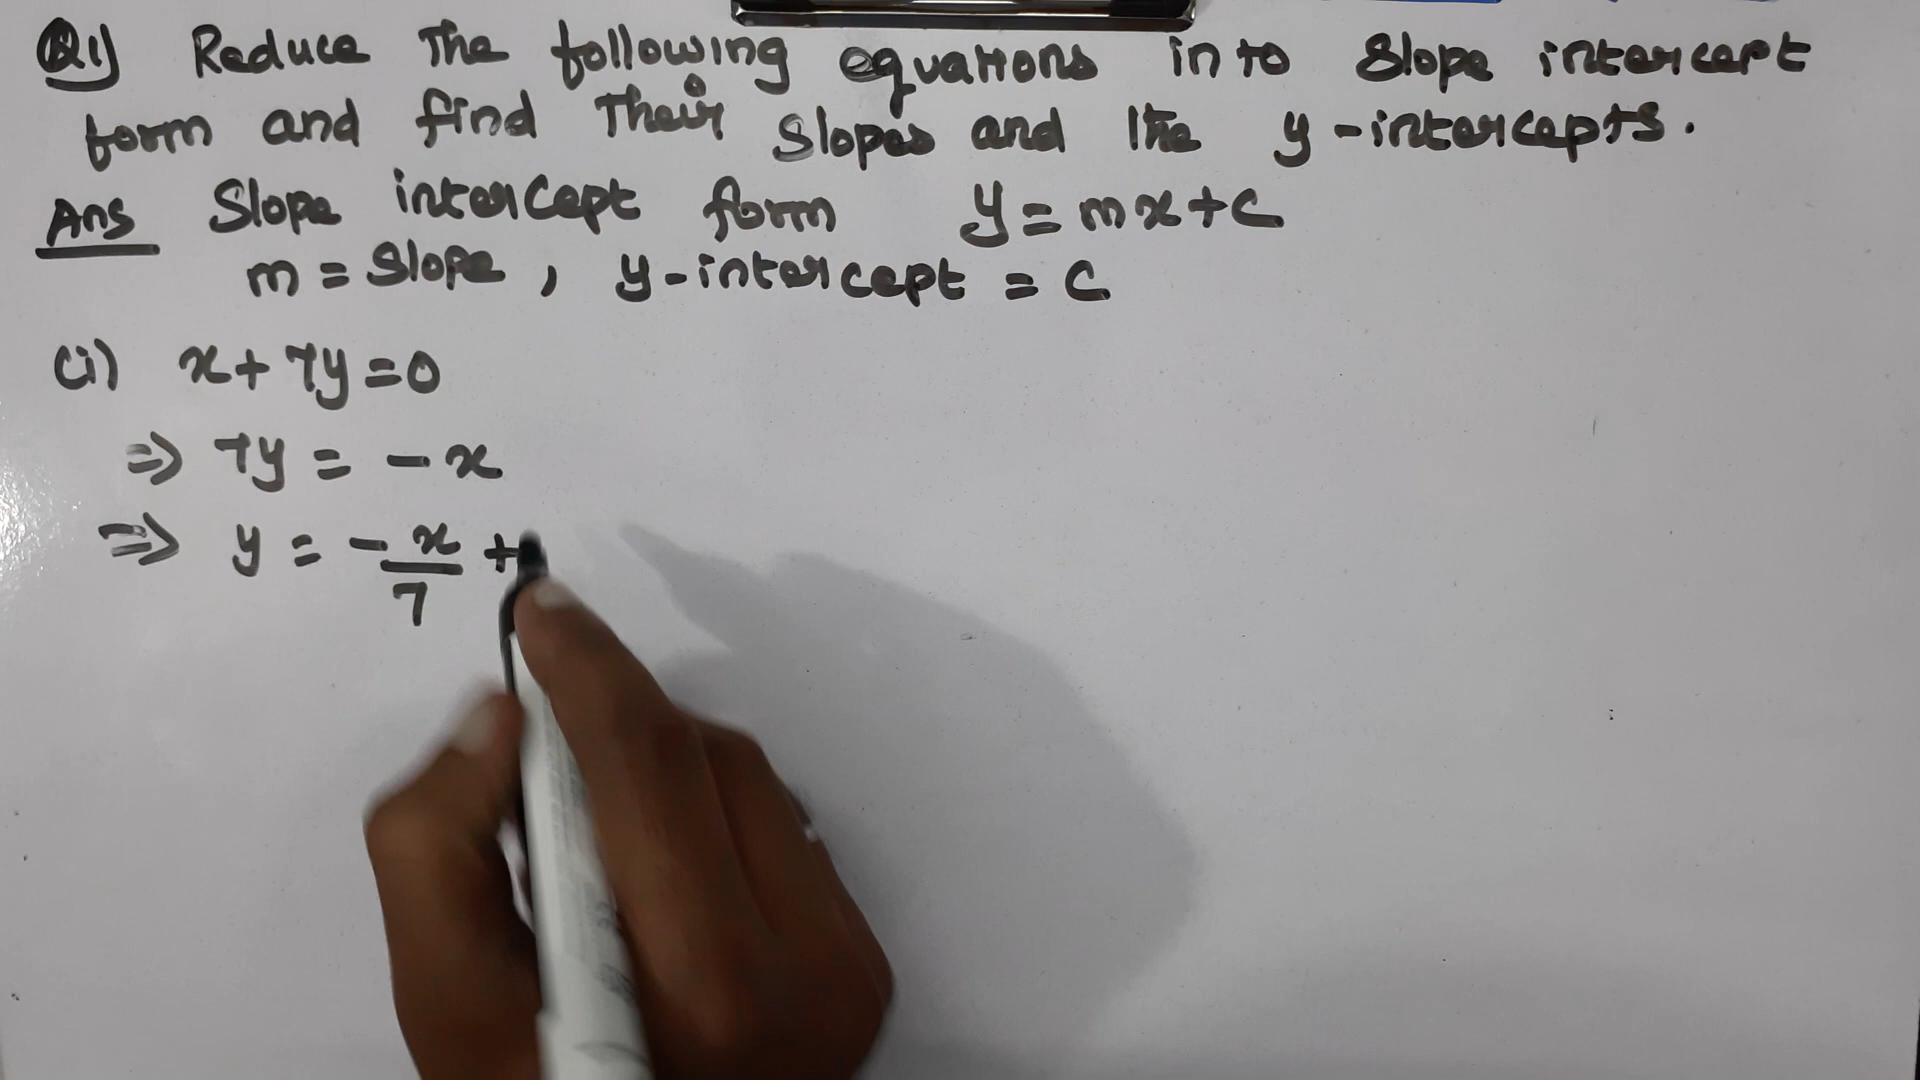 Q1) Reduce The following equations into Slope intercept
form and find Their Slopes and the y-intercepts.
Ans Slope intercept form y = mx+c
m = Slope, y-intercept = c
(i) x+7y=0
⇒ 7y = -x
⇒ y = -x/7 +